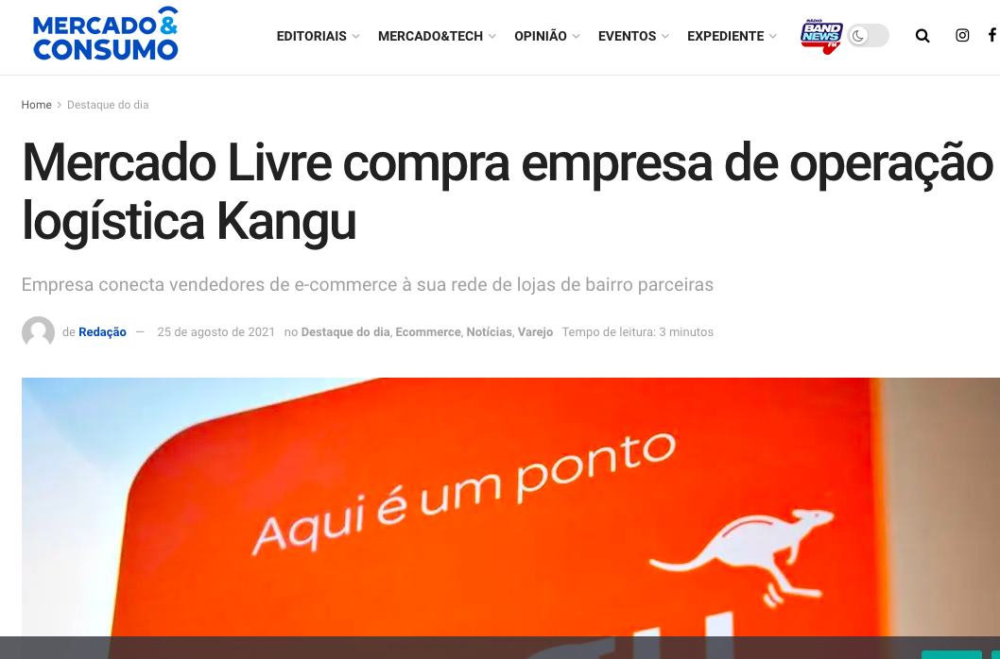 MERCADO&
CONSUMO
EDITORIAIS
MERCADO&TECH
OPINIÃO
EVENTOS
EXPEDIENTE
RÁDIO
BAND
NEWS
FM
Home > Destaque do dia
Mercado Livre compra empresa de operação
logística Kangu
Empresa conecta vendedores de e-commerce à sua rede de lojas de bairro parceiras
de Redação — 25 de agosto de 2021 no Destaque do dia, Ecommerce, Notícias, Varejo Tempo de leitura: 3 minutos
Aqui é um ponto